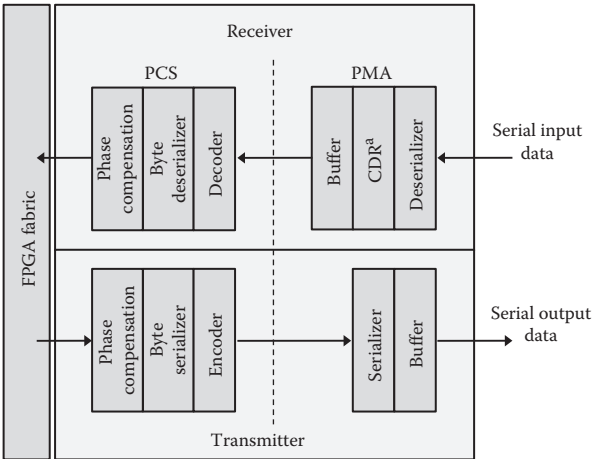 Receiver
PCS
PMA
Phase
compensation
Byte
deserializer
Decoder
Buffer
CDRᵃ
Deserializer
Serial input
data
FPGA fabric
Phase
compensation
Byte
serializer
Encoder
Serializer
Buffer
Serial output
data
Transmitter